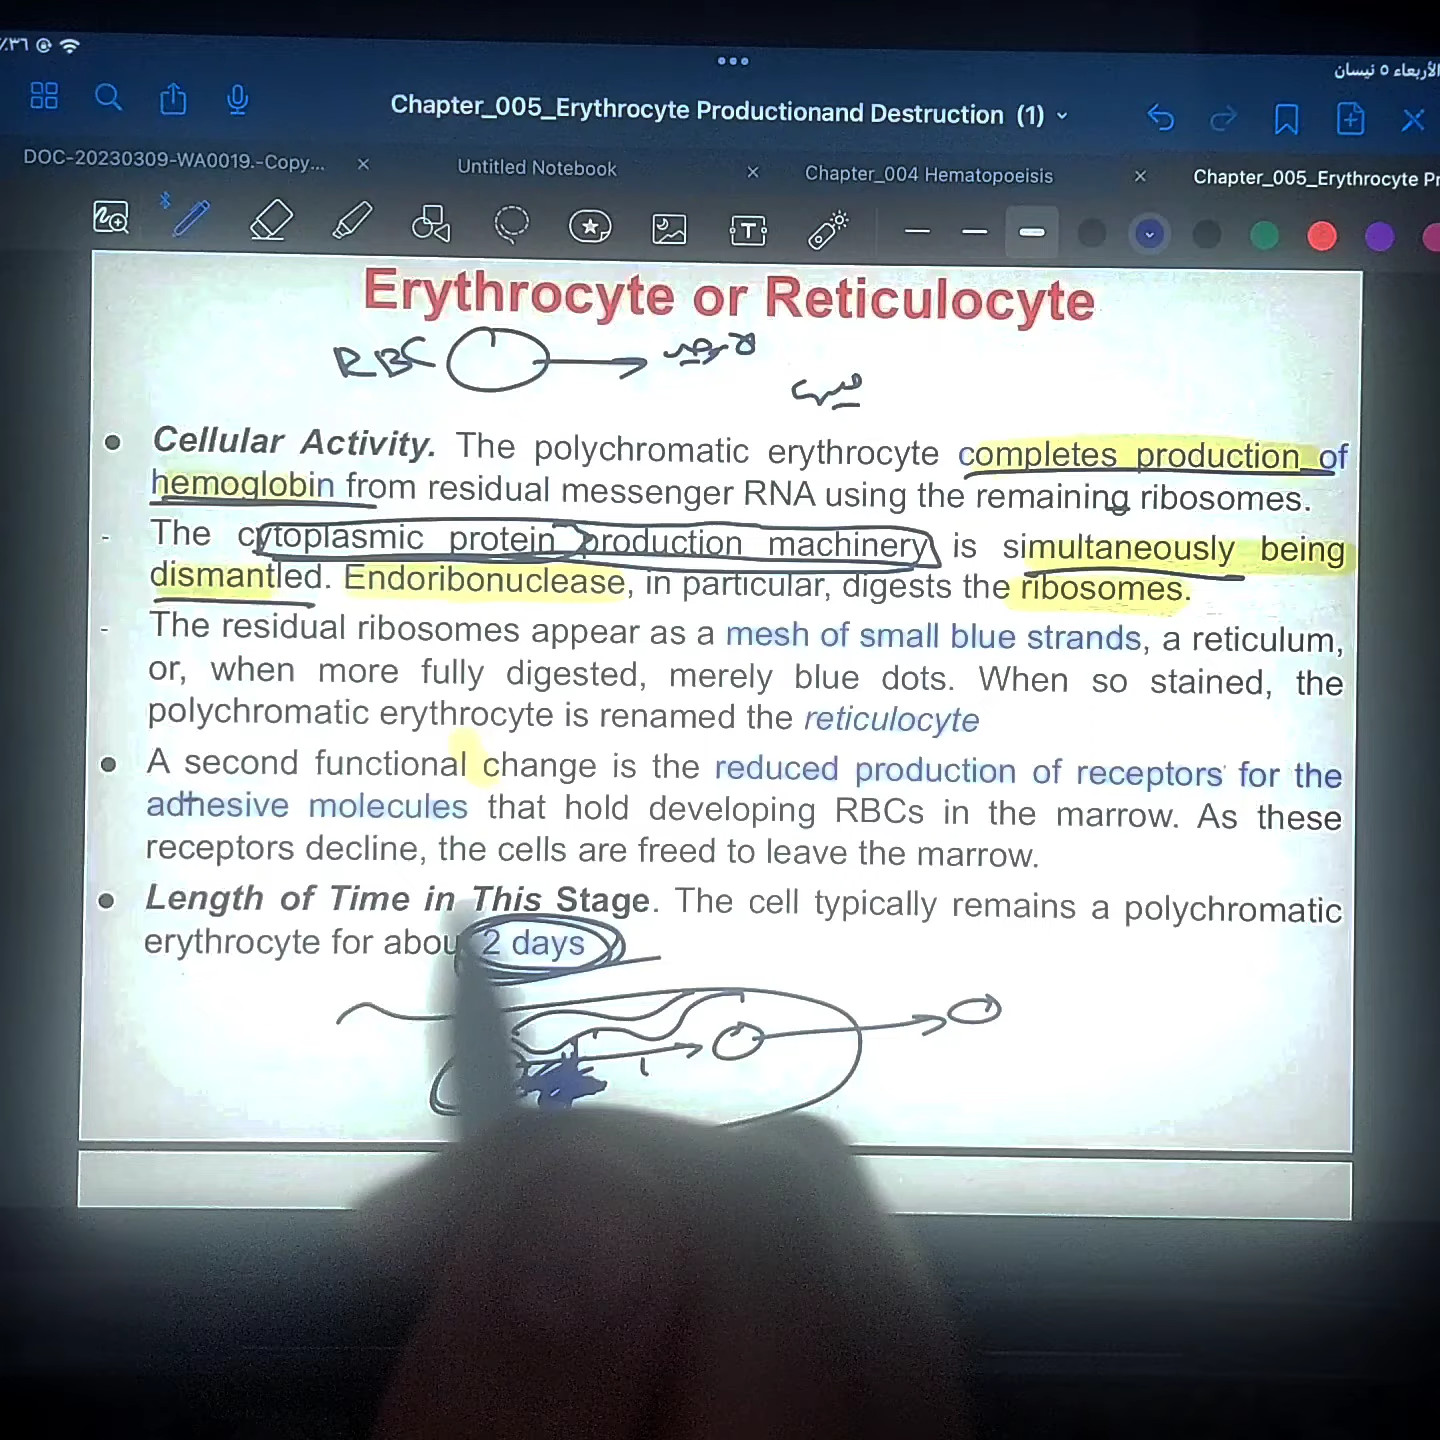 ٪٣٦
الأربعاء ٥ نيسان
Chapter_005_Erythrocyte Productionand Destruction (1)
DOC-20230309-WA0019.-Copy...
Untitled Notebook
Chapter_004 Hematopoeisis
Chapter_005_Erythrocyte Pr
T
Erythrocyte or Reticulocyte
RBC
• Cellular Activity. The polychromatic erythrocyte completes production of
hemoglobin from residual messenger RNA using the remaining ribosomes.
- The cytoplasmic protein production machinery is simultaneously being
dismantled. Endoribonuclease, in particular, digests the ribosomes.
- The residual ribosomes appear as a mesh of small blue strands, a reticulum,
or, when more fully digested, merely blue dots. When so stained, the
polychromatic erythrocyte is renamed the reticulocyte
• A second functional change is the reduced production of receptors for the
adhesive molecules that hold developing RBCs in the marrow. As these
receptors decline, the cells are freed to leave the marrow.
• Length of Time in This Stage. The cell typically remains a polychromatic
erythrocyte for abou 2 days